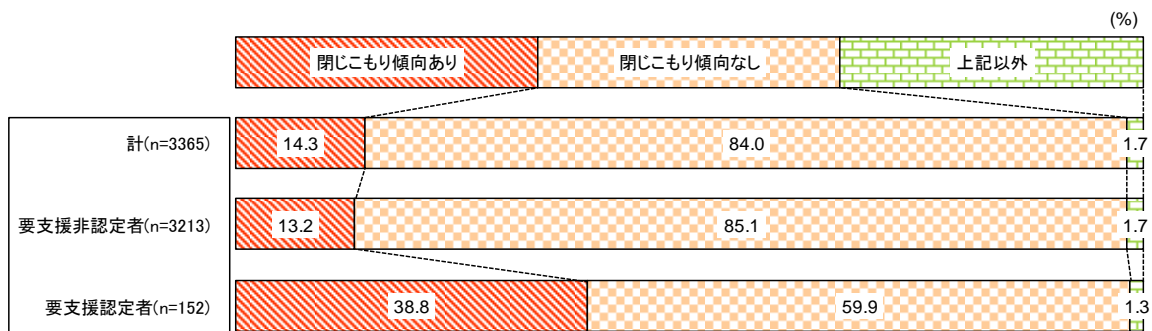 (%)
閉じこもり傾向あり 閉じこもり傾向なし 上記以外
計(n=3365) 14.3 84.0 1.7
要支援非認定者(n=3213) 13.2 85.1 1.7
要支援認定者(n=152) 38.8 59.9 1.3